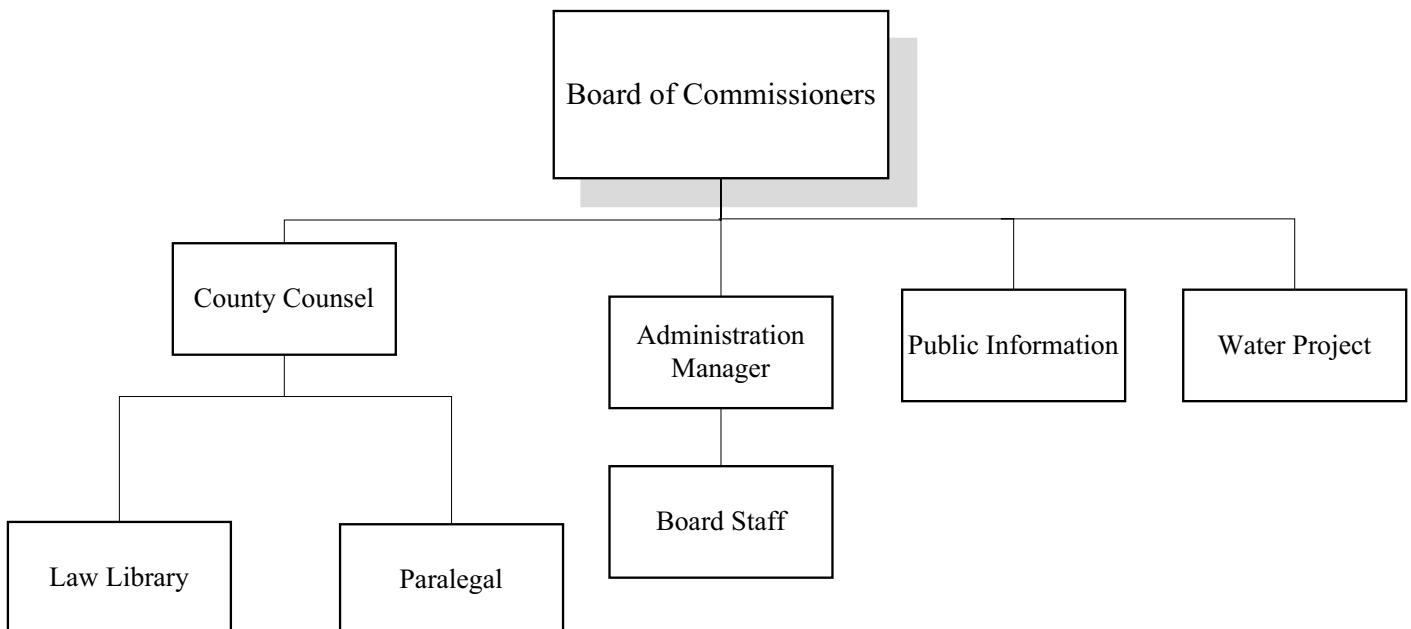 Board of Commissioners
County Counsel
Administration
Manager
Public Information
Water Project
Board Staff
Law Library
Paralegal